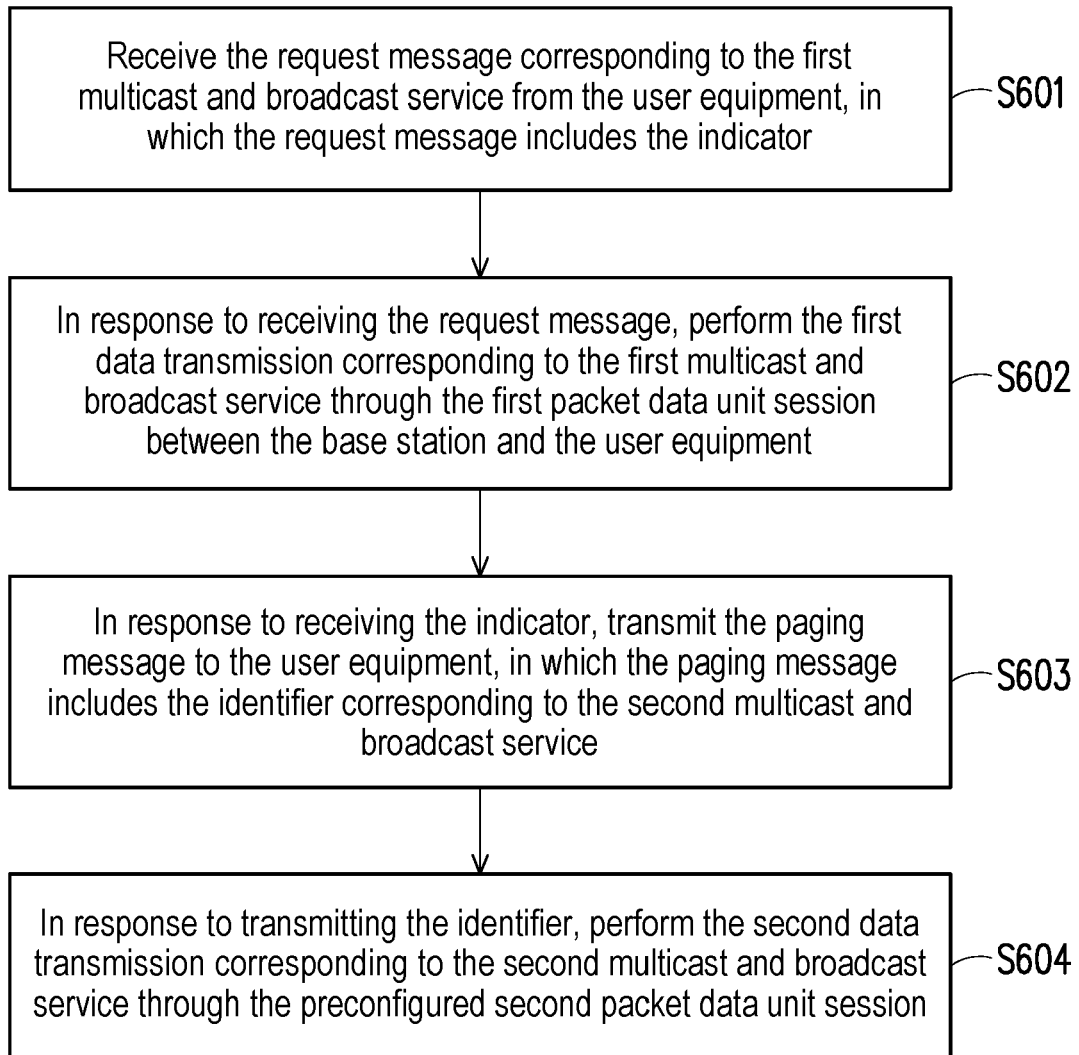 Receive the request message corresponding to the first
multicast and broadcast service from the user equipment, in
which the request message includes the indicator
S601
In response to receiving the request message, perform the first
data transmission corresponding to the first multicast and
broadcast service through the first packet data unit session
between the base station and the user equipment
S602
In response to receiving the indicator, transmit the paging
message to the user equipment, in which the paging message
includes the identifier corresponding to the second multicast and
broadcast service
S603
In response to transmitting the identifier, perform the second data
transmission corresponding to the second multicast and broadcast
service through the preconfigured second packet data unit session
S604